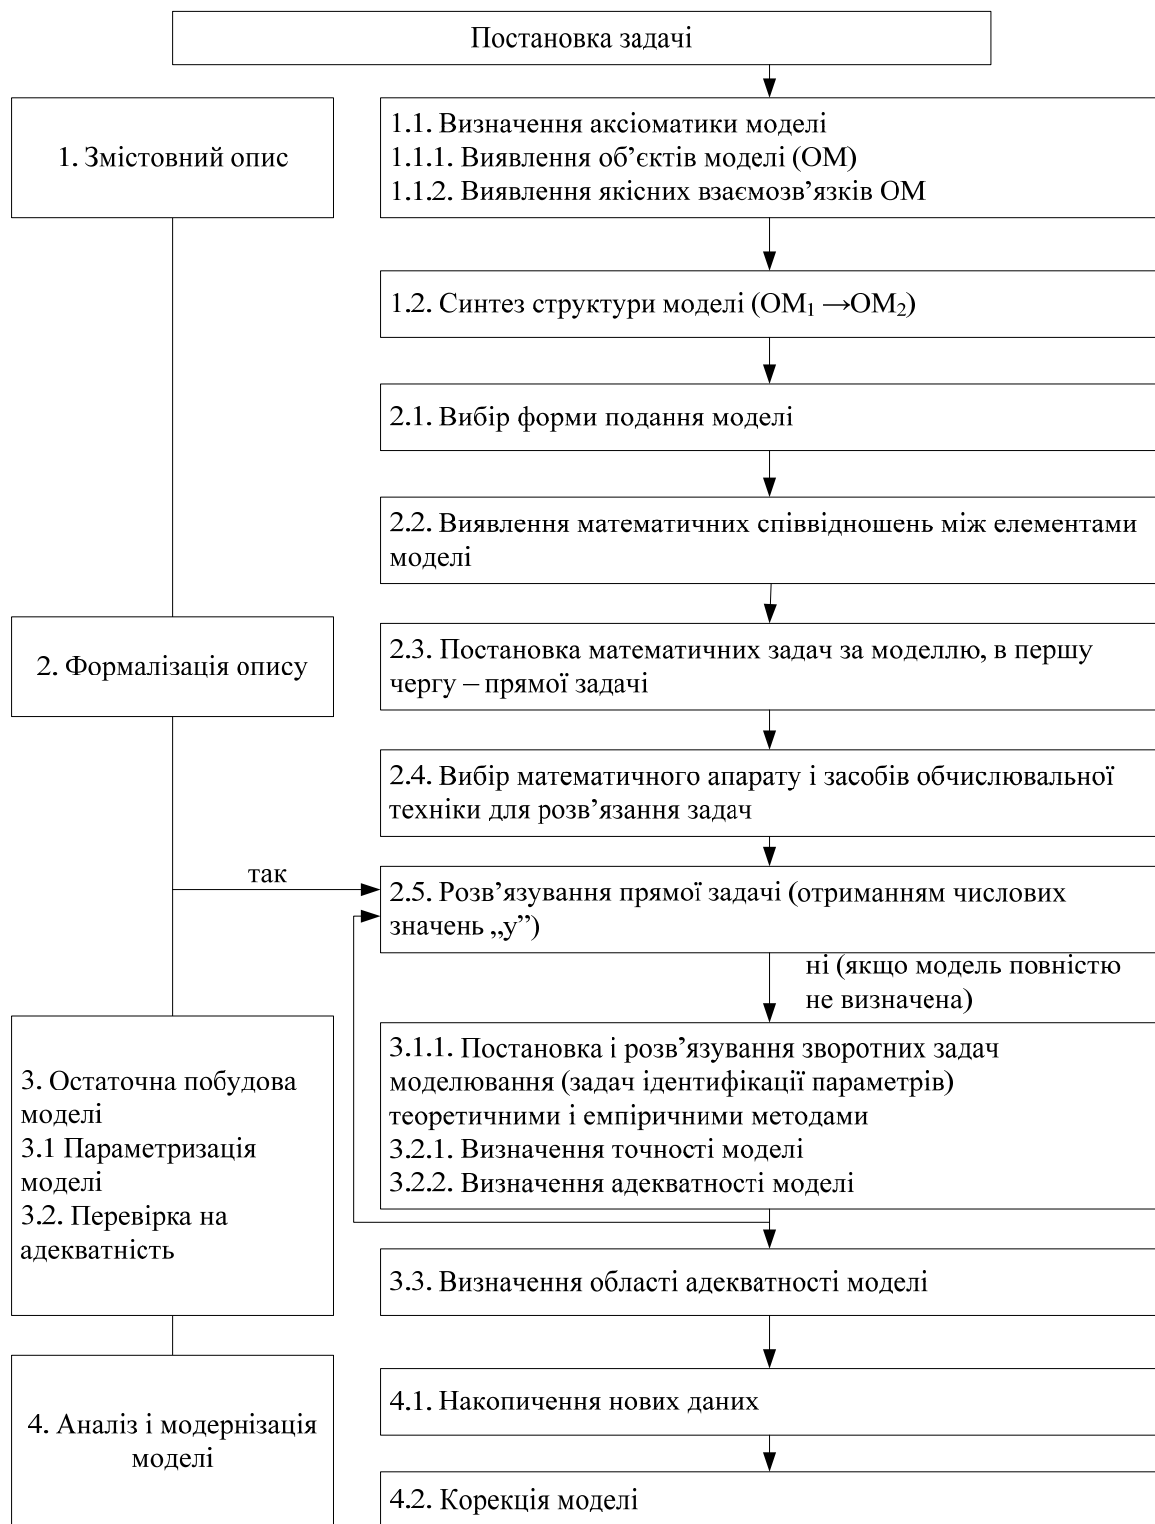 Постановка задачі
1. Змістовний опис
1.1. Визначення аксіоматики моделі
1.1.1. Виявлення об’єктів моделі (ОМ)
1.1.2. Виявлення якісних взаємозв’язків ОМ
1.2. Синтез структури моделі (ОМ₁ →ОМ₂)
2.1. Вибір форми подання моделі
2.2. Виявлення математичних співвідношень між елементами
моделі
2. Формалізація опису
2.3. Постановка математичних задач за моделлю, в першу
чергу – прямої задачі
2.4. Вибір математичного апарату і засобів обчислювальної
техніки для розв’язання задач
так
2.5. Розв’язування прямої задачі (отриманням числових
значень „у”)
ні (якщо модель повністю
не визначена)
3. Остаточна побудова
моделі
3.1 Параметризація
моделі
3.2. Перевірка на
адекватність
3.1.1. Постановка і розв’язування зворотних задач
моделювання (задач ідентифікації параметрів)
теоретичними і емпіричними методами
3.2.1. Визначення точності моделі
3.2.2. Визначення адекватності моделі
3.3. Визначення області адекватності моделі
4. Аналіз і модернізація
моделі
4.1. Накопичення нових даних
4.2. Корекція моделі